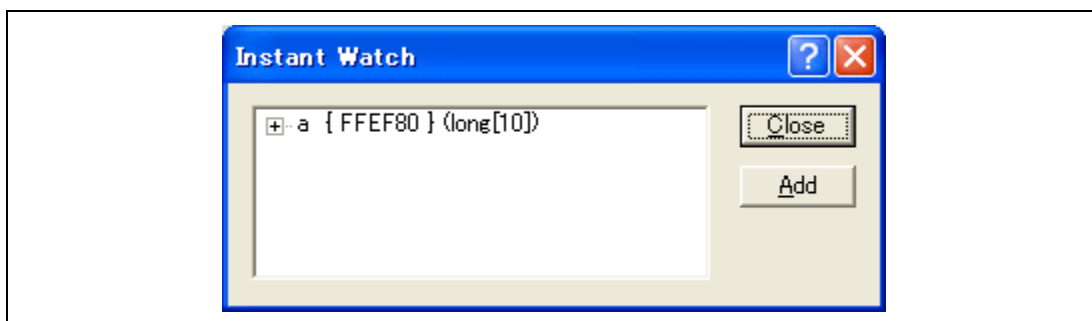 Instant Watch
a { FFEF80 } (long[10])
Close
Add